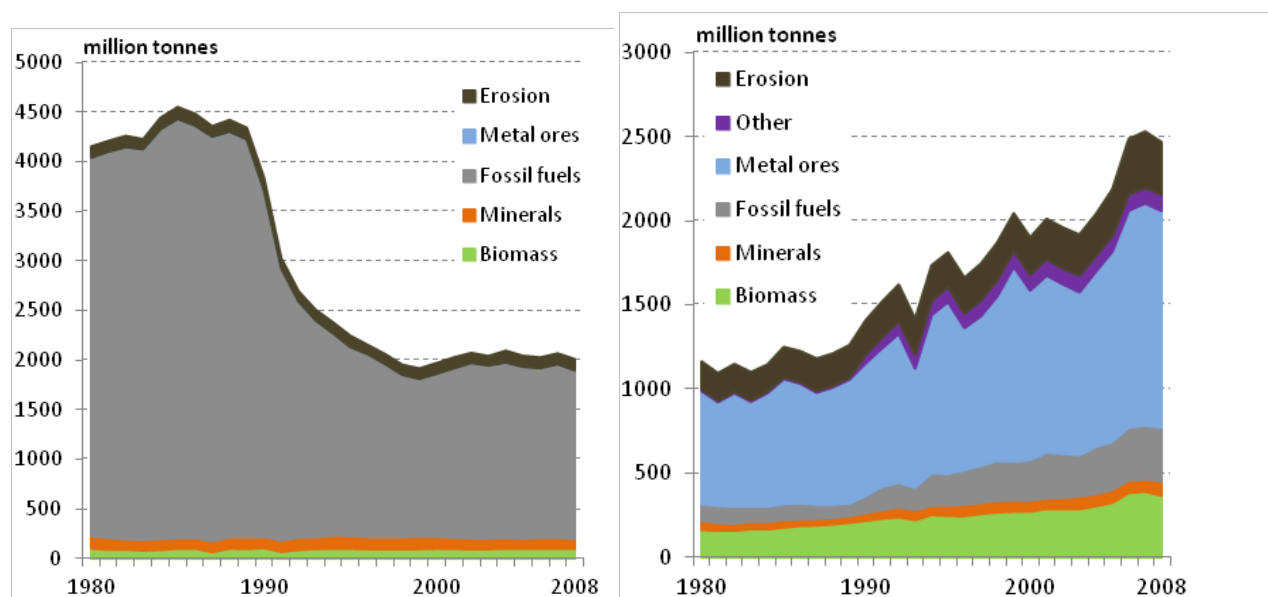 million tonnes
5000
4500
4000
3500
3000
2500
2000
1500
1000
500
0
1980
1990
2000
2008
Erosion
Metal ores
Fossil fuels
Minerals
Biomass
million tonnes
3000
2500
2000
1500
1000
500
0
1980
1990
2000
2008
Erosion
Other
Metal ores
Fossil fuels
Minerals
Biomass